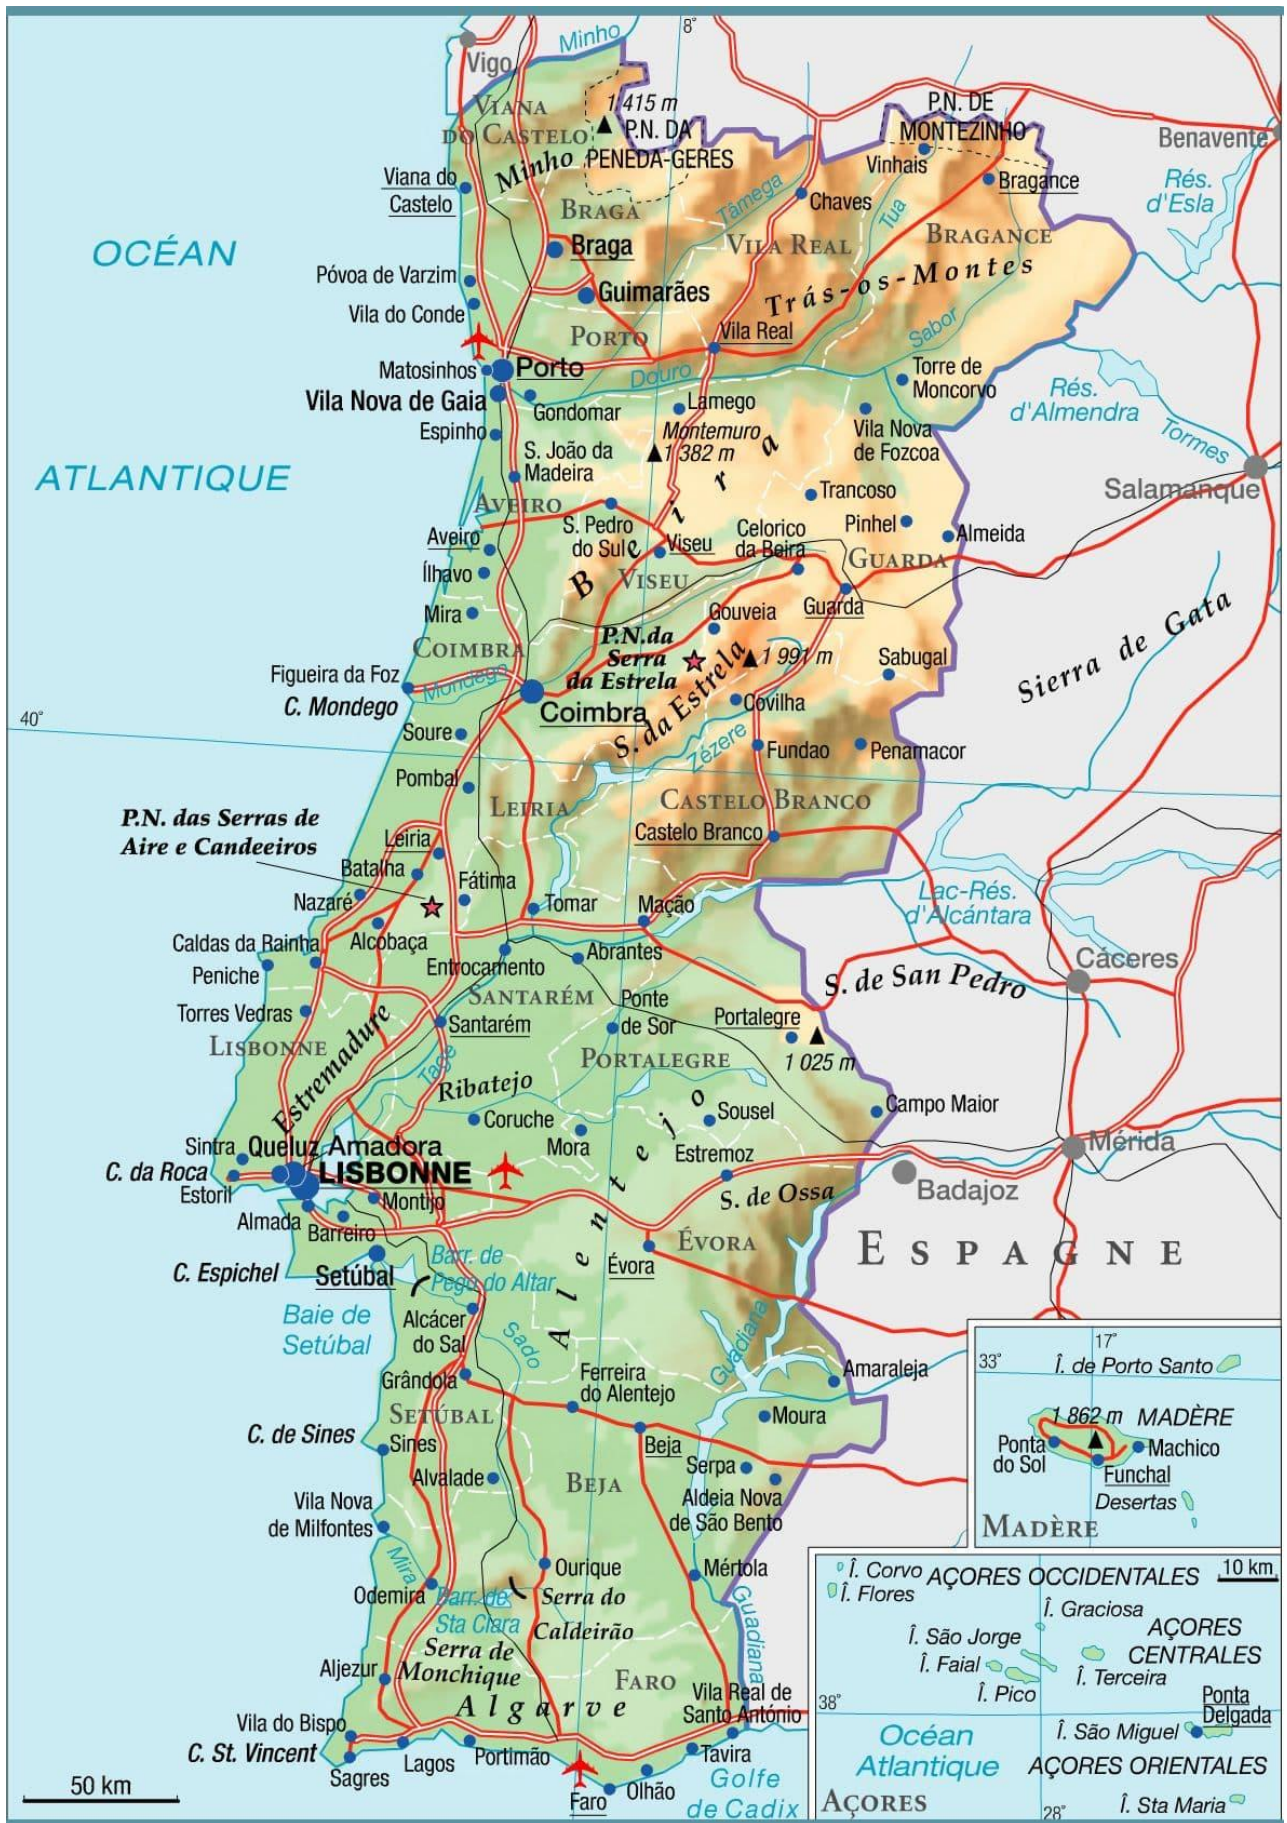 8°
Minho
Vigo
VIANA
DO CASTELO
1 415 m
P.N. DA
PENEDA-GERES
P.N. DE
MONTEZINHO
Benavente
Minho
Vinhais
Bragance
Rés.
d'Esla
Viana do
Castelo
Chaves
Tâmega
Tua
BRAGA
VILA REAL
BRAGANCE
OCÉAN
Braga
Póvoa de Varzim
Guimarães
Trás-os-Montes
Vila do Conde
PORTO
Vila Real
Sabor
Matosinhos
Porto
Douro
Torre de
Moncorvo
Rés.
d'Almendra
Vila Nova de Gaia
Gondomar
Lamego
Tormes
Espinho
Montemuro
1 382 m
Vila Nova
de Fozcoa
S. João da
Madeira
ATLANTIQUE
Salamanque
AVEIRO
Trancoso
S. Pedro
do Sul
Celorico
da Beira
Pinhel
Almeida
Aveiro
Viseu
GUARDA
Beira
Ílhavo
VISEU
Mira
Gouveia
Guarda
COIMBRA
P.N.da
Serra
da Estrela
1 991 m
Sabugal
Sierra de Gata
Figueira da Foz
Mondego
C. Mondego
S. da Estrela
Covilha
Coimbra
40°
Soure
Zézere
Fundao
Penamacor
Pombal
LEIRIA
CASTELO BRANCO
P.N. das Serras de
Aire e Candeeiros
Leiria
Castelo Branco
Batalha
Fátima
Nazaré
Tomar
Mação
Lac-Rés.
d'Alcántara
Alcobaça
Caldas da Rainha
Peniche
Entrocamento
Abrantes
Cáceres
S. de San Pedro
SANTARÉM
Ponte
de Sor
Torres Vedras
Santarém
Portalegre
LISBONNE
Estremadure
Tage
PORTALEGRE
1 025 m
Ribatejo
Coruche
Mora
Sousel
Campo Maior
Sintra
Queluz
Amadora
Estremoz
Mérida
C. da Roca
LISBONNE
Estoril
Montijo
S. de Ossa
Badajoz
Almada
Barreiro
Alentejo
ÉVORA
ESPAGNE
C. Espichel
Setúbal
Barr. de
Pego do Altar
Évora
Baie de
Setúbal
Alcácer
do Sal
Sado
Guadiana
Grândola
Ferreira
do Alentejo
Amaraleja
SETÚBAL
Moura
C. de Sines
Sines
Beja
Alvalade
BEJA
Serpa
Vila Nova
de Milfontes
Aldeia Nova
de São Bento
Mira
Ourique
Mértola
Odemira
Barr. de
Sta Clara
Serra do
Caldeirão
Guadiana
Serra de
Monchique
Aljezur
FARO
Algarve
Vila Real de
Santo António
Vila do Bispo
C. St. Vincent
Sagres
Lagos
Portimão
Tavira
Faro
Olhão
Golfe
de Cadix
50 km
17°
33°
Î. de Porto Santo
1 862 m
MADÈRE
Ponta
do Sol
Machico
Funchal
Desertas
MADÈRE
Î. Corvo
AÇORES OCCIDENTALES
10 km
Î. Flores
Î. Graciosa
Î. São Jorge
AÇORES
CENTRALES
Î. Faial
Î. Terceira
Î. Pico
38°
Ponta
Delgada
Î. São Miguel
Océan
Atlantique
AÇORES ORIENTALES
AÇORES
28°
Î. Sta Maria